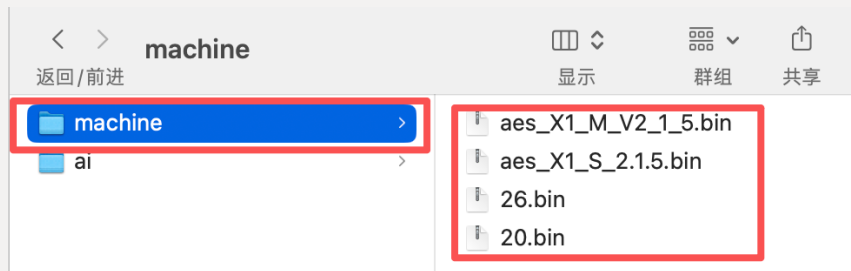 machine
返回/前进
显示
群组
共享
machine
ai
aes_X1_M_V2_1_5.bin
aes_X1_S_2.1.5.bin
26.bin
20.bin